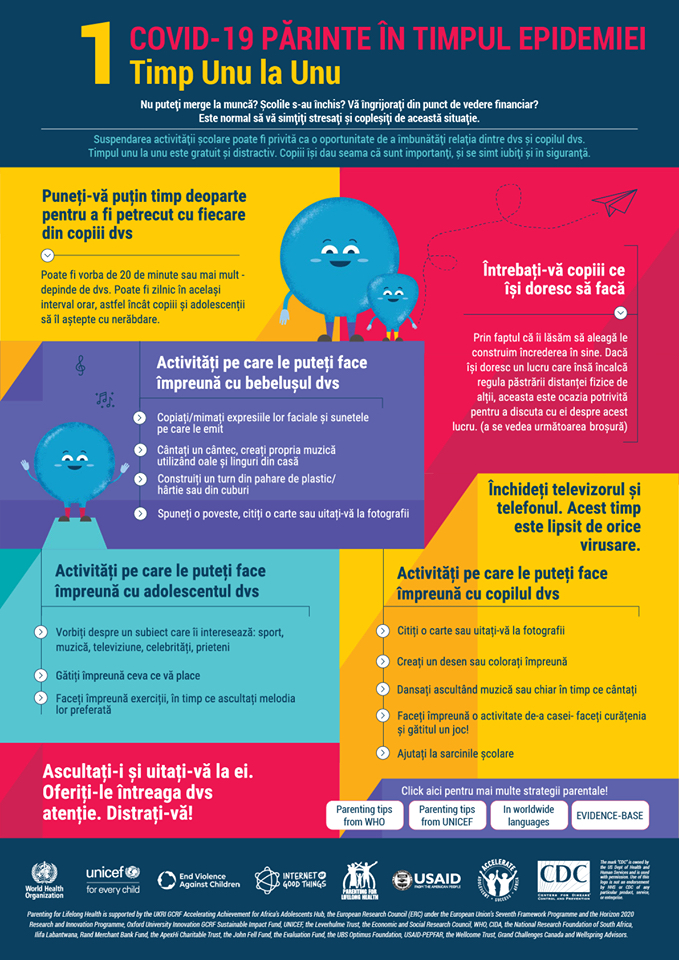 1
COVID-19 PĂRINTE ÎN TIMPUL EPIDEMIEI
Timp Unu la Unu
Nu puteți merge la muncă? Școlile s-au închis? Vă îngrijorați din punct de vedere financiar?
Este normal să vă simțiți stresați și copleșiți de această situație.
Suspendarea activității școlare poate fi privită ca o oportunitate de a îmbunătăți relația dintre dvs și copilul dvs.
Timpul unu la unu este gratuit și distractiv. Copiii își dau seama că sunt importanți, și se simt iubiți și in siguranță.
Puneți-vă puțin timp deoparte
pentru a fi petrecut cu fiecare
din copiii dvs
Poate fi vorba de 20 de minute sau mai mult -
depinde de dvs. Poate fi zilnic în același
interval orar, astfel încât copiii și adolescenții
să îl aștepte cu nerăbdare.
Întrebați-vă copiii ce
își doresc să facă
Prin faptul că îi lăsăm să aleagă le
construim încrederea în sine. Dacă
își doresc un lucru care însă încalcă
regula păstrării distanței fizice de
alții, aceasta este ocazia potrivită
pentru a discuta cu ei despre acest
lucru. (a se vedea următoarea broșură)
Activități pe care le puteți face
împreună cu bebelușul dvs
Copiați/mimați expresiile lor faciale și sunetele
pe care le emit
Cântați un cântec, creați propria muzică
utilizând oale și linguri din casă
Construiți un turn din pahare de plastic/
hârtie sau din cuburi
Spuneți o poveste, citiți o carte sau uitați-vă la fotografii
Închideți televizorul și
telefonul. Acest timp
este lipsit de orice
virusare.
Activități pe care le puteți face
împreună cu adolescentul dvs
Vorbiți despre un subiect care îi interesează: sport,
muzică, televiziune, celebrități, prieteni
Gătiți împreună ceva ce vă place
Faceți împreună exerciții, în timp ce ascultați melodia
lor preferată
Activități pe care le puteți face
împreună cu copilul dvs
Citiți o carte sau uitați-vă la fotografii
Creați un desen sau colorați împreună
Dansați ascultând muzică sau chiar în timp ce cântați
Faceți împreună o activitate de-a casei- faceți curățenia
și gătitul un joc!
Ajutați la sarcinile școlare
Ascultați-i și uitați-vă la ei.
Oferiți-le întreaga dvs
atenție. Distrați-vă!
Click aici pentru mai multe strategii parentale!
Parenting tips
from WHO
Parenting tips
from UNICEF
In worldwide
languages
EVIDENCE-BASE
World Health
Organization
unicef
for every child
End Violence
Against Children
INTERNET OF
GOOD THINGS
PARENTING FOR
LIFELONG HEALTH
USAID
FROM THE AMERICAN PEOPLE
ACCELERATE
CDC
CENTERS FOR DISEASE
CONTROL AND PREVENTION
The mark "CDC" is owned by
the US Dept of Health and
Human Services and is used
with permission. Use of this
logo is not an endorsement
by HHS or CDC of any
particular product, service,
or enterprise.
Parenting for Lifelong Health is supported by the UKRI GCRF Accelerating Achievement for Africa's Adolescents Hub, the European Research Council (ERC) under the European Union's Seventh Framework Programme and the Horizon 2020
Research and Innovation Programme, Oxford University Innovation GCRF Sustainable Impact Fund, UNICEF, the Leverhulme Trust, the Economic and Social Research Council, WHO, CIDA, the National Research Foundation of South Africa,
Ilifa Labantwana, Rand Merchant Bank Fund, the ApexHi Charitable Trust, the John Fell Fund, the Evaluation Fund, the UBS Optimus Foundation, USAID-PEPFAR, the Wellcome Trust, Grand Challenges Canada and Wellspring Advisors.